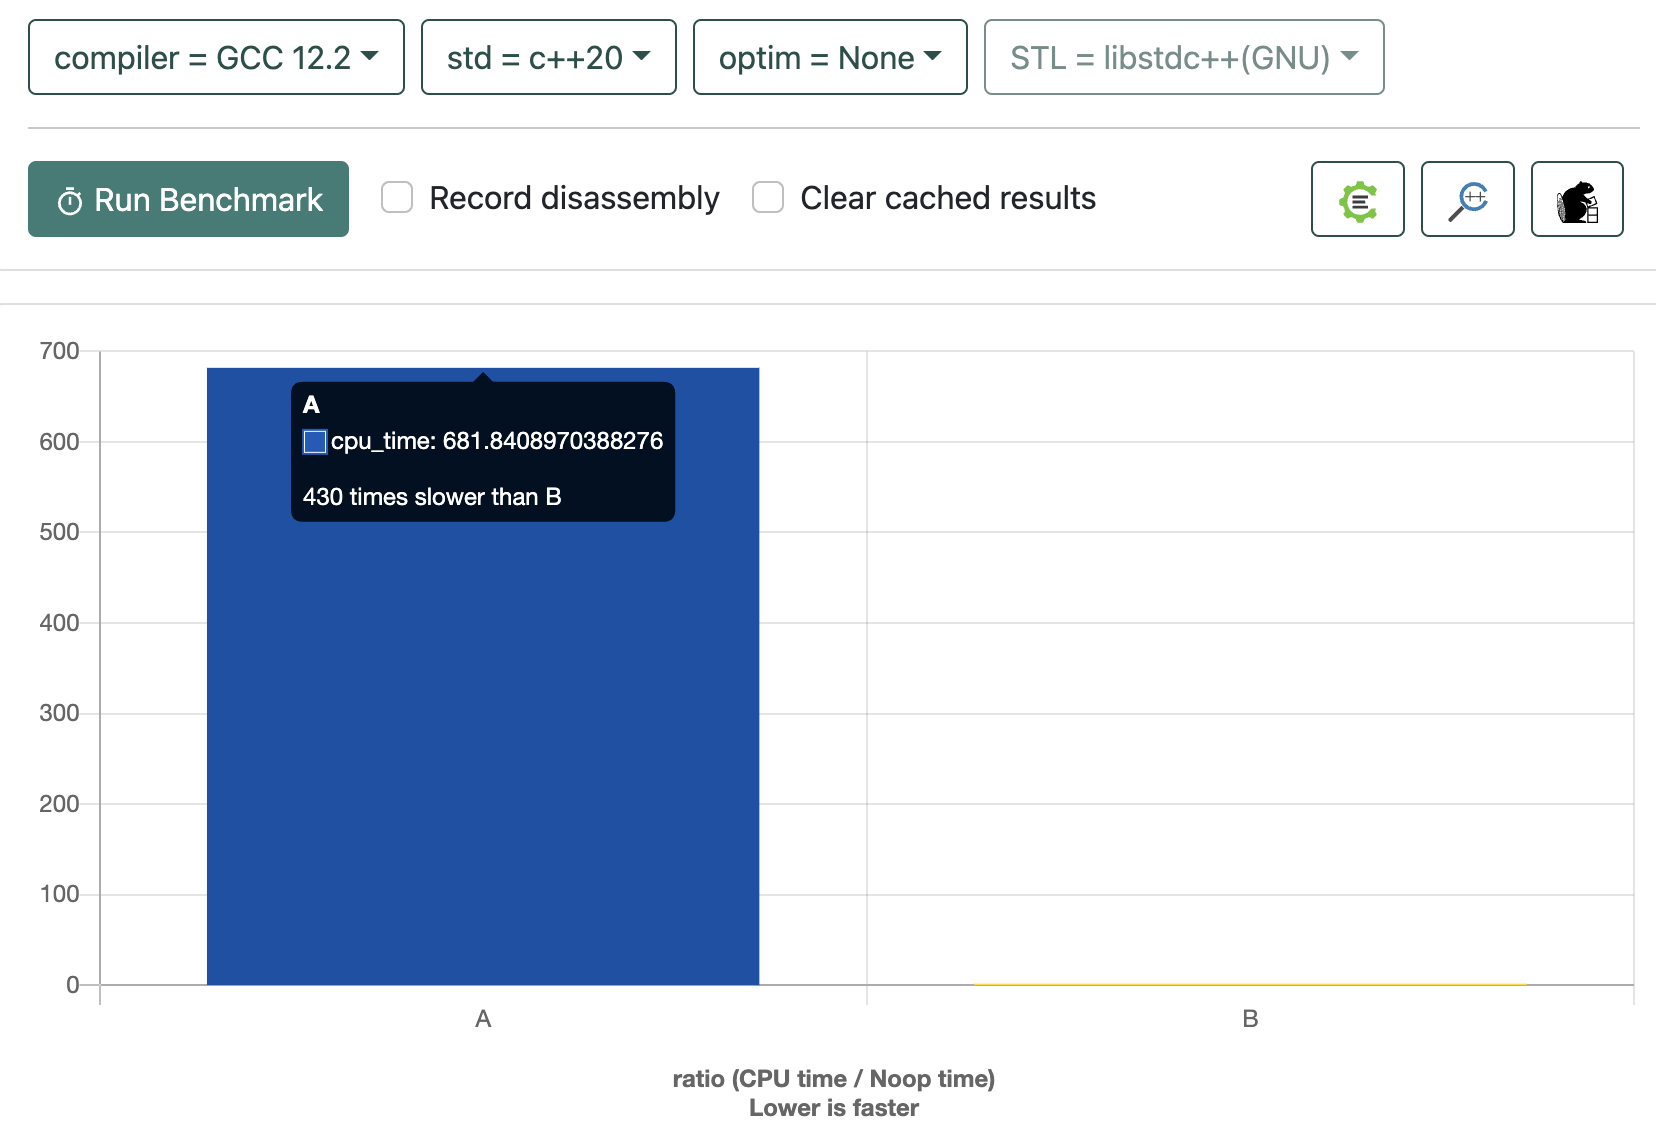 compiler = GCC 12.2
std = c++20
optim = None
STL = libstdc++(GNU)
Run Benchmark
Record disassembly
Clear cached results
++
700
600
500
400
300
200
100
0
A
cpu_time: 681.8408970388276
430 times slower than B
A
B
ratio (CPU time / Noop time)
Lower is faster